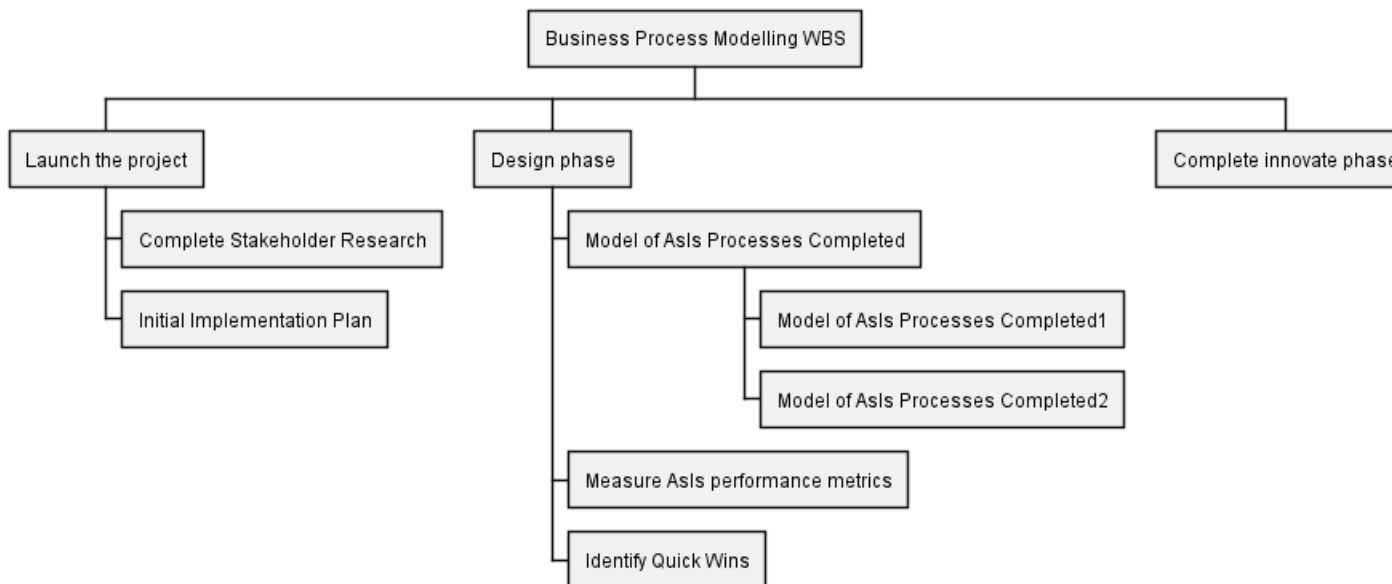 Business Process Modelling WBS
Launch the project
Design phase
Complete innovate phase
Complete Stakeholder Research
Model of AsIs Processes Completed
Initial Implementation Plan
Model of AsIs Processes Completed1
Model of AsIs Processes Completed2
Measure AsIs performance metrics
Identify Quick Wins